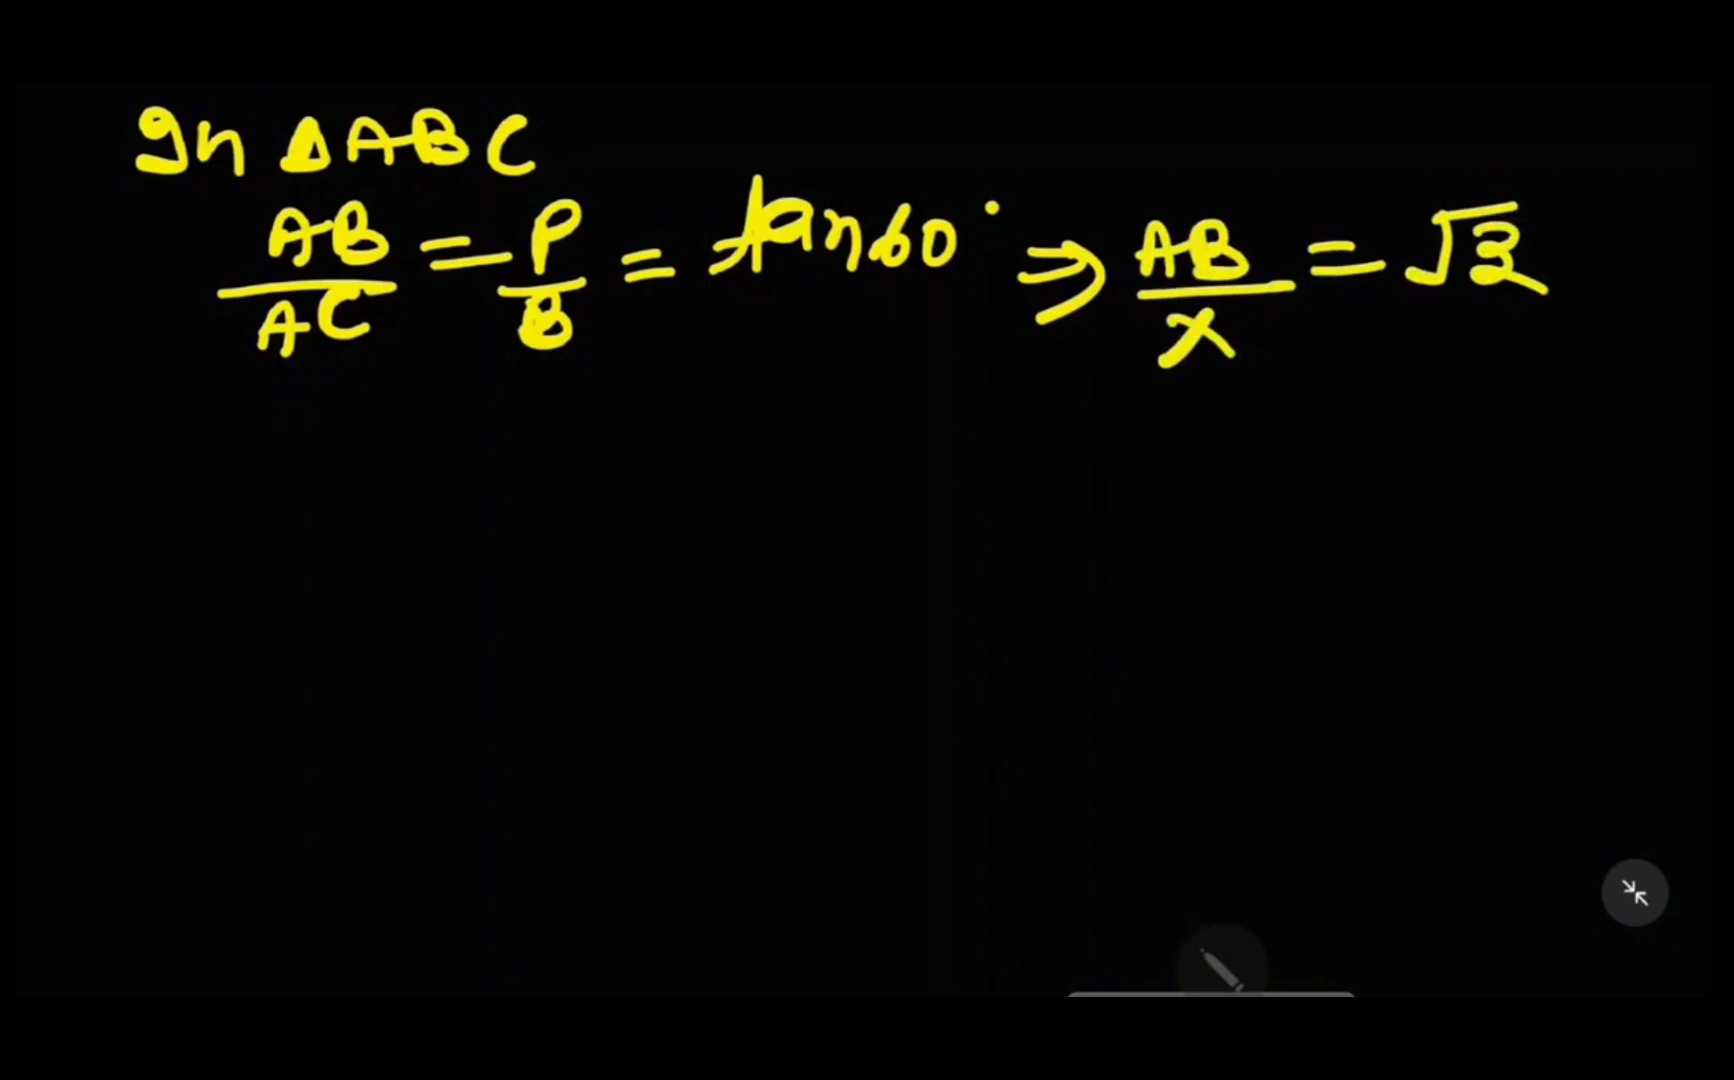 In ΔABC
AB/AC = P/B = tan60° ⇒ AB/x = √3